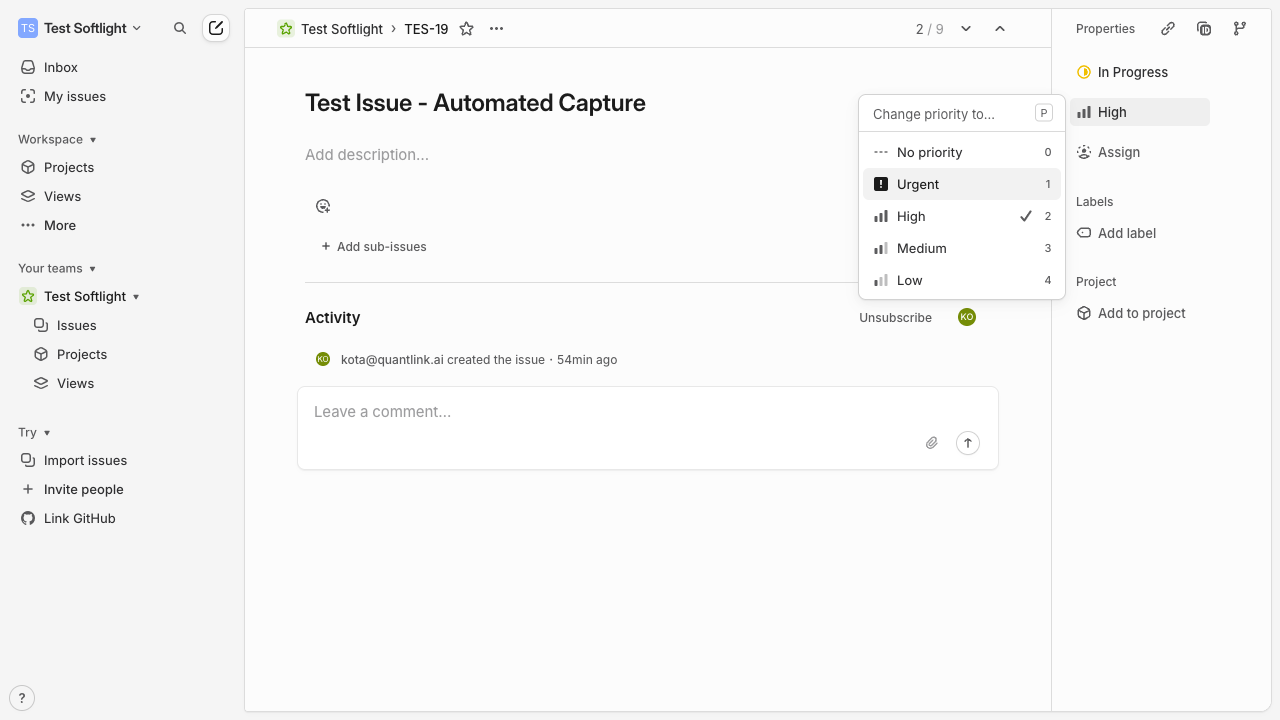 TS Test Softlight
Inbox
My issues
Workspace
Projects
Views
More
Your teams
Test Softlight
Issues
Projects
Views
Try
Import issues
Invite people
Link GitHub
?
Test Softlight › TES-19
2 / 9
Test Issue - Automated Capture
Add description...
+ Add sub-issues
Activity
Unsubscribe KO
KO kota@quantlink.ai created the issue · 54min ago
Leave a comment...
Change priority to... P
No priority 0
! Urgent 1
High 2
Medium 3
Low 4
Properties
In Progress
High
Assign
Labels
Add label
Project
Add to project